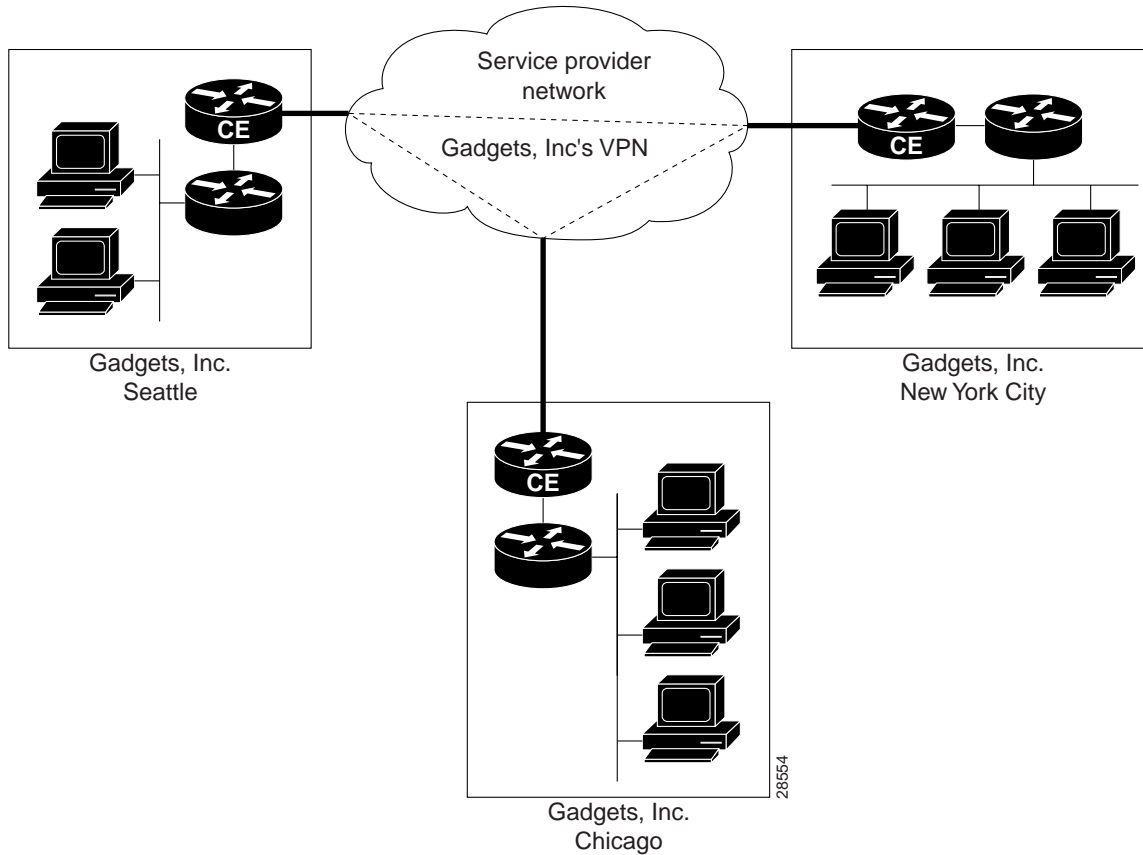 Service provider
network
Gadgets, Inc's VPN
CE
CE
Gadgets, Inc.
Seattle
Gadgets, Inc.
New York City
CE
28554
Gadgets, Inc.
Chicago